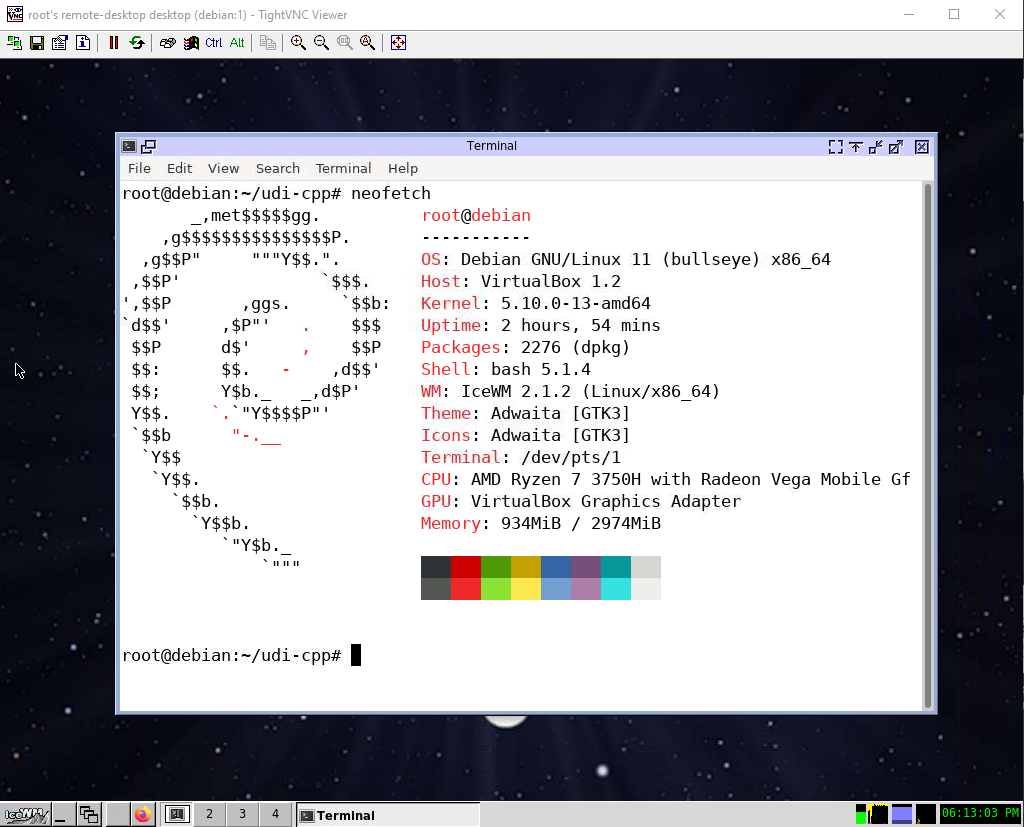 root's remote-desktop desktop (debian:1) - TightVNC Viewer
Ctrl Alt
Terminal
File Edit View Search Terminal Help
root@debian:~/udi-cpp# neofetch
       _,met$$$$$gg.          root@debian
    ,g$$$$$$$$$$$$$$$P.       -----------
  ,g$$P"     """Y$$.".        OS: Debian GNU/Linux 11 (bullseye) x86_64
 ,$$P'              `$$$.     Host: VirtualBox 1.2
',$$P       ,ggs.     `$$b:   Kernel: 5.10.0-13-amd64
`d$$'     ,$P"'   .    $$$    Uptime: 2 hours, 54 mins
 $$P      d$'     ,    $$P    Packages: 2276 (dpkg)
 $$:      $$.   -    ,d$$'    Shell: bash 5.1.4
 $$;      Y$b._   _,d$P'      WM: IceWM 2.1.2 (Linux/x86_64)
 Y$$.    `.`"Y$$$$P"'         Theme: Adwaita [GTK3]
 `$$b      "-.__              Icons: Adwaita [GTK3]
  `Y$$                        Terminal: /dev/pts/1
   `Y$$.                      CPU: AMD Ryzen 7 3750H with Radeon Vega Mobile Gf
     `$$b.                    GPU: VirtualBox Graphics Adapter
       `Y$$b.                 Memory: 934MiB / 2974MiB
          `"Y$b._
              `"""
root@debian:~/udi-cpp#
IceWM 2 3 4 Terminal 06:13:03 PM